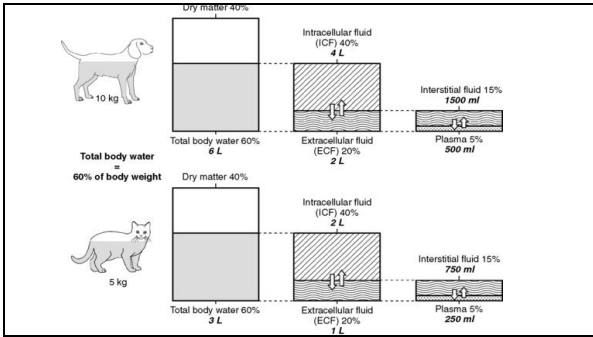 Dry matter 40%
Intracellular fluid
(ICF) 40%
4 L
Interstitial fluid 15%
1500 ml
10 kg
Total body water 60%
6 L
Extracellular fluid
(ECF) 20%
2 L
Plasma 5%
500 ml
Total body water
=
60% of body weight
Dry matter 40%
Intracellular fluid
(ICF) 40%
2 L
Interstitial fluid 15%
750 ml
5 kg
Total body water 60%
3 L
Extracellular fluid
(ECF) 20%
1 L
Plasma 5%
250 ml